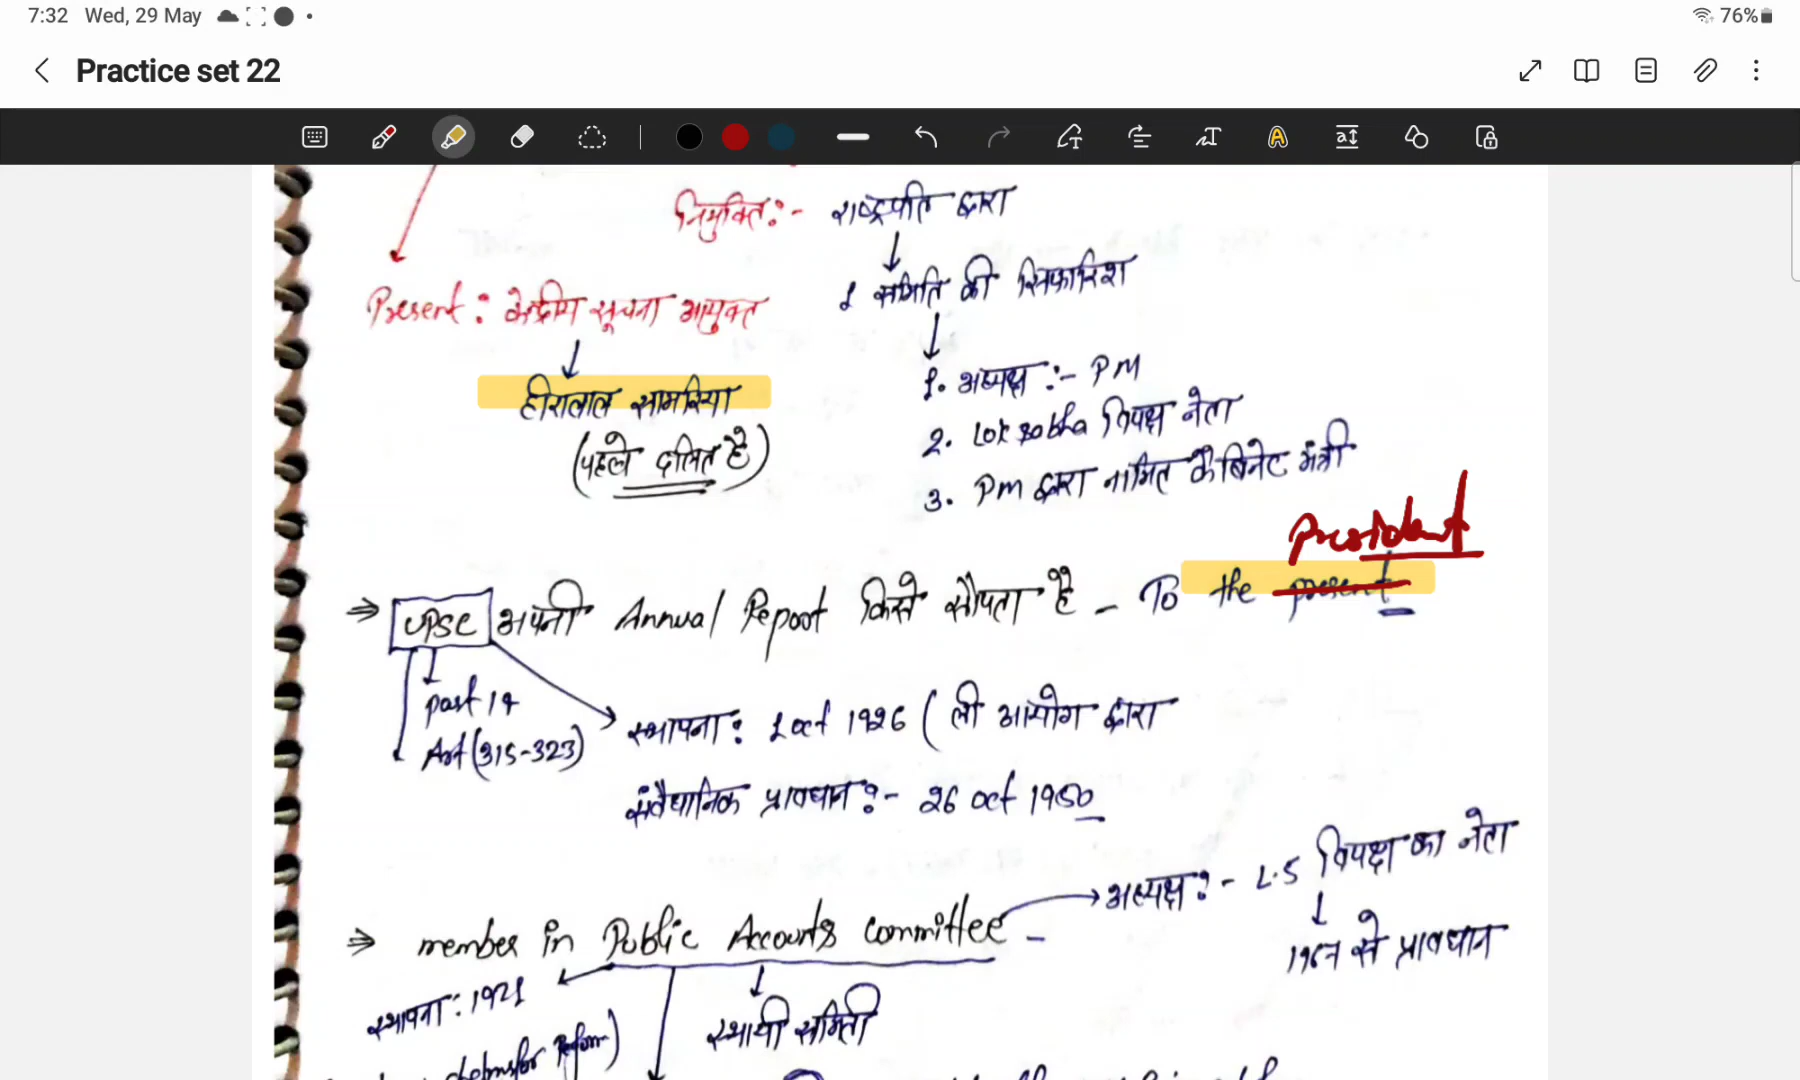 7:32 Wed, 29 May
76%
Practice set 22
नियुक्ति:- राष्ट्रपति द्वारा
1 समिति की सिफारिश
Present: केन्द्रीय सूचना आयुक्त
हीरालाल सामरिया
(पहले दलित है)
1. अध्यक्ष:- PM
2. Lok sabha विपक्ष नेता
3. Pm द्वारा नामित कैबिनेट मंत्री
President
⇒ UPSC अपनी Annual Report किसे सौपता है - To the present
part 14
Art (315-323)
स्थापना: 1 oct 1926 (ली आयोग द्वारा
संवैधानिक प्रावधान:- 26 oct 1950
⇒ member in Public Accounts committee -
अध्यक्ष:- L.S विपक्ष का नेता
1967 से प्रावधान
स्थापना: 1921
Reform)
स्थायी समिती